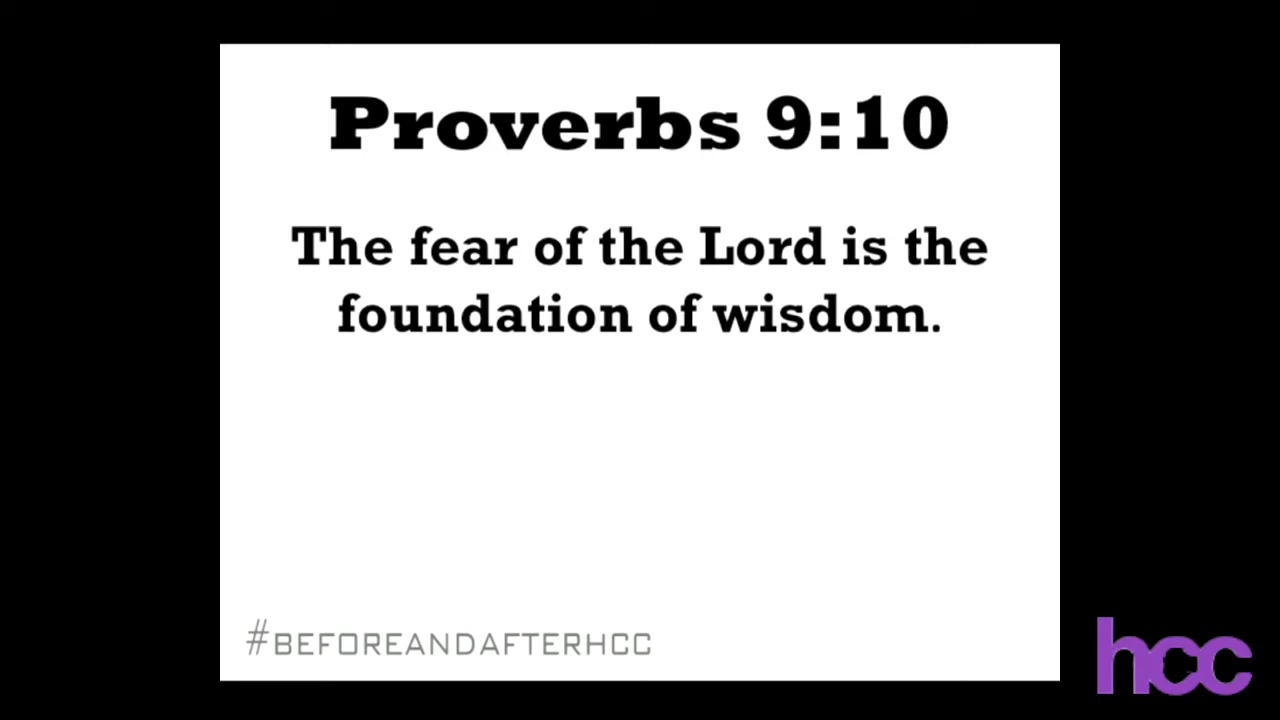 Proverbs 9:10
The fear of the Lord is the
foundation of wisdom.
#BEFOREANDAFTERHCC
hcc